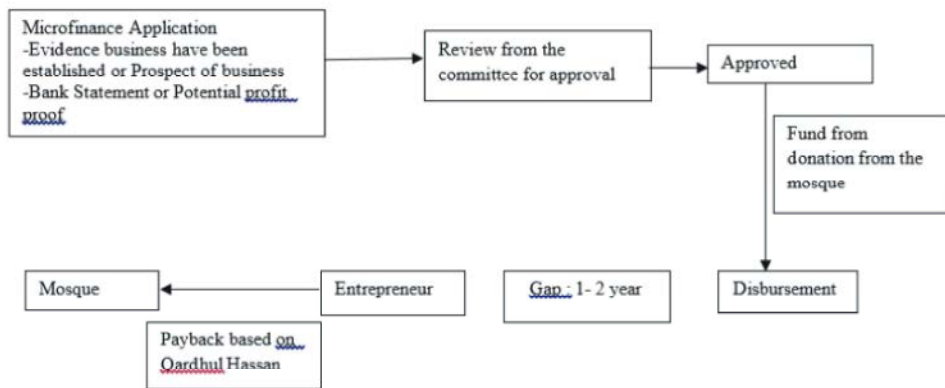 Microfinance Application
-Evidence business have been
established or Prospect of business
-Bank Statement or Potential profit
proof
Review from the
committee for approval
Approved
Fund from
donation from the
mosque
Mosque
Entrepreneur
Gap : 1- 2 year
Disbursement
Payback based on
Qardhul Hassan